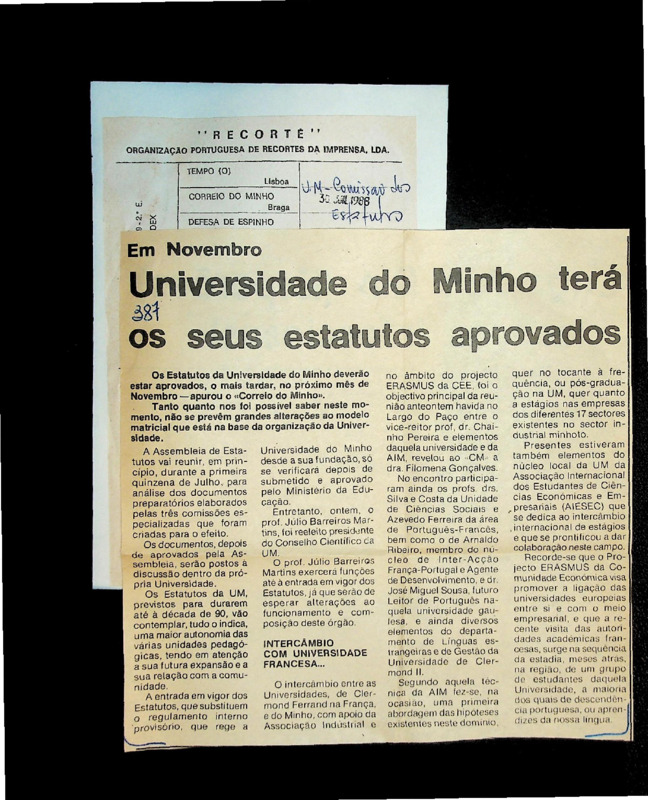 "RECORTE"
ORGANIZAÇÃO PORTUGUESA DE RECORTES DA IMPRENSA, LDA.
TEMPO (O)
Lisboa
CORREIO DO MINHO
Braga
DEFESA DE ESPINHO
UM-Comissão dos
Estatutos
30 JUL. 1986
Em Novembro
Universidade do Minho terá
387
os seus estatutos aprovados
Os Estatutos da Universidade do Minho deverão
estar aprovados, o mais tardar, no próximo mês de
Novembro — apurou o «Correio do Minho».
Tanto quanto nos foi possível saber neste mo-
mento, não se prevêm grandes alterações ao modelo
matricial que está na base da organização da Univer-
sidade.
A Assembleia de Esta-
tutos vai reunir, em prin-
cípio, durante a primeira
quinzena de Julho, para
análise dos documentos
preparatórios elaborados
pelas três comissões es-
pecializadas que foram
criadas para o efeito.
Os documentos, depois
de aprovados pela As-
sembleia, serão postos à
discussão dentro da pró-
pria Universidade.
Os Estatutos da UM,
previstos para durarem
até à década de 90, vão
contemplar, tudo o indica,
uma maior autonomia das
várias unidades pedagó-
gicas, tendo em atenção
a sua futura expansão e a
sua relação com a comu-
nidade.
A entrada em vigor dos
Estatutos, que substituem
o regulamento interno
provisório, que rege a
Universidade do Minho
desde a sua fundação, só
se verificará depois de
submetido e aprovado
pelo Ministério da Edu-
cação.
Entretanto, ontem, o
prof. Júlio Barreiros Mar-
tins, foi reeleito presidente
do Conselho Científico da
UM.
O prof. Júlio Barreiros
Martins exercerá funções
até à entrada em vigor dos
Estatutos, já que serão de
esperar alterações ao
funcionamento e com-
posição deste órgão.
INTERCÂMBIO
COM UNIVERSIDADE
FRANCESA...
O intercâmbio entre as
Universidades, de Cler-
mond Ferrand na França,
e do Minho, com apoio da
Associação Industrial e
no âmbito do projecto
ERASMUS da CEE, foi o
objectivo principal da reu-
nião anteontem havida no
Largo do Paço entre o
vice-reitor prof. dr. Chai-
nho Pereira e elementos
daquela universidade e da
AIM, revelou ao «CM» a
dra. Filomena Gonçalves.
No encontro participa-
ram ainda os profs. drs.
Silva e Costa da Unidade
de Ciências Sociais e
Azevedo Ferreira da área
de Português-Francês,
bem como o de Arnaldo
Ribeiro, membro do nú-
cleo de Inter-Acção
França-Portugal e Agente
de Desenvolvimento, e dr.
José Miguel Sousa, futuro
Leitor de Português na-
quela universidade gau-
lesa, e ainda diversos
elementos do departa-
mento de Línguas es-
trangeiras e de Gestão da
Universidade de Cler-
mond II.
Segundo aquela téc-
nica da AIM fez-se, na
ocasião, uma primeira
abordagem das hipóteses
existentes neste domínio,
quer no tocante à fre-
quência, ou pós-gradua-
ção na UM, quer quanto
a estágios nas empresas
dos diferentes 17 sectores
existentes no sector in-
dustrial minhoto.
Presentes estiveram
também elementos do
núcleo local da UM da
Associação Internacional
dos Estudantes de Ciên-
cias Económicas e Em-
presariais (AIESEC) que
se dedica ao intercâmbio
internacional de estágios
e que se prontificou a dar
colaboração neste campo.
Recorde-se que o Pro-
jecto ERASMUS da Co-
munidade Económica visa
promover a ligação das
universidades europeias
entre si e com o meio
empresarial, e que a re-
cente visita das autori-
dades académicas fran-
cesas, surge na sequência
da estadia, meses atrás,
na região, de um grupo
de estudantes daquela
Universidade, a maioria
dos quais de descendên-
cia portuguesa, ou apren-
dizes da nossa língua.